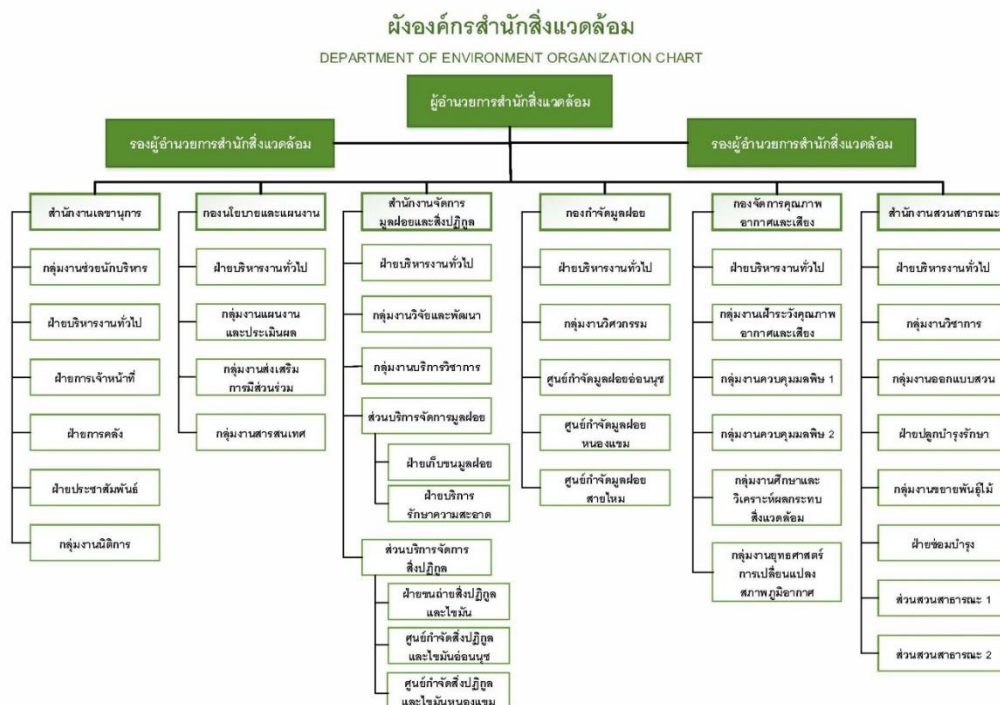 ผังองค์กรสำนักสิ่งแวดล้อม
DEPARTMENT OF ENVIRONMENT ORGANIZATION CHART
ผู้อำนวยการสำนักสิ่งแวดล้อม
รองผู้อำนวยการสำนักสิ่งแวดล้อม
รองผู้อำนวยการสำนักสิ่งแวดล้อม
สำนักงานเลขานุการ
กลุ่มงานช่วยนักบริหาร
ฝ่ายบริหารงานทั่วไป
ฝ่ายการเจ้าหน้าที่
ฝ่ายการคลัง
ฝ่ายประชาสัมพันธ์
กลุ่มงานนิติการ
กองนโยบายและแผนงาน
ฝ่ายบริหารงานทั่วไป
กลุ่มงานแผนงาน
และประเมินผล
กลุ่มงานส่งเสริม
การมีส่วนร่วม
กลุ่มงานสารสนเทศ
สำนักงานจัดการ
มูลฝอยและสิ่งปฏิกูล
ฝ่ายบริหารงานทั่วไป
กลุ่มงานวิจัยและพัฒนา
กลุ่มงานบริการวิชาการ
ส่วนบริการจัดการมูลฝอย
ฝ่ายเก็บขนมูลฝอย
ฝ่ายบริการ
รักษาความสะอาด
ส่วนบริการจัดการ
สิ่งปฏิกูล
ฝ่ายขนถ่ายสิ่งปฏิกูล
และไขมัน
ศูนย์กำจัดสิ่งปฏิกูล
และไขมันอ่อนนุช
ศูนย์กำจัดสิ่งปฏิกูล
และไขมันหนองแขม
กองกำจัดมูลฝอย
ฝ่ายบริหารงานทั่วไป
กลุ่มงานวิศวกรรม
ศูนย์กำจัดมูลฝอยอ่อนนุช
ศูนย์กำจัดมูลฝอย
หนองแขม
ศูนย์กำจัดมูลฝอย
สายไหม
กองจัดการคุณภาพ
อากาศและเสียง
ฝ่ายบริหารงานทั่วไป
กลุ่มงานเฝ้าระวังคุณภาพ
อากาศและเสียง
กลุ่มงานควบคุมมลพิษ 1
กลุ่มงานควบคุมมลพิษ 2
กลุ่มงานศึกษาและ
วิเคราะห์ผลกระทบ
สิ่งแวดล้อม
กลุ่มงานยุทธศาสตร์
การเปลี่ยนแปลง
สภาพภูมิอากาศ
สำนักงานสวนสาธารณะ
ฝ่ายบริหารงานทั่วไป
กลุ่มงานวิชาการ
กลุ่มงานออกแบบสวน
ฝ่ายปลูกบำรุงรักษา
กลุ่มงานขยายพันธุ์ไม้
ฝ่ายซ่อมบำรุง
ส่วนสวนสาธารณะ 1
ส่วนสวนสาธารณะ 2